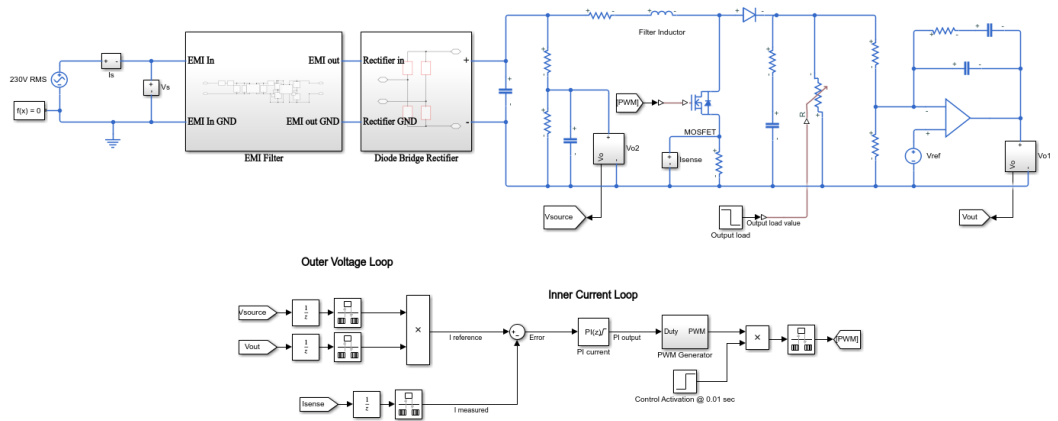 Filter Inductor
230V RMS
Is
Vs
f(x) = 0
EMI In
EMI out
EMI In GND
EMI out GND
EMI Filter
Rectifier in
+
Rectifier GND
-
Diode Bridge Rectifier
[PWM]
MOSFET
Isense
Vo
Vo2
Vsource
R
Output load
Output load value
Vref
Vo
Vo1
Vout
Outer Voltage Loop
Inner Current Loop
Vsource
1
z
×
Vout
1
z
I reference
Error
PI(z)
PI current
PI output
Duty PWM
PWM Generator
×
[PWM]
Control Activation @ 0.01 sec
Isense
1
z
I measured